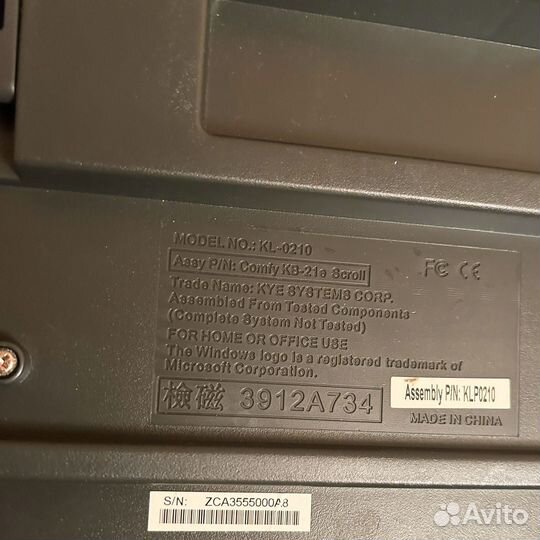 MODEL NO.: KL-0210
Assy P/N: Comfy KB-21e Scroll
FC CE
Trade Name: KYE SYSTEMS CORP.
Assembled From Tested Components
(Complete System Not Tested)
FOR HOME OR OFFICE USE
The Windows logo is a registered trademark of
Microsoft Corporation.
檢磁 3912A734
Assembly P/N: KLP0210
MADE IN CHINA
S/N: ZCA3555000A8
Avito